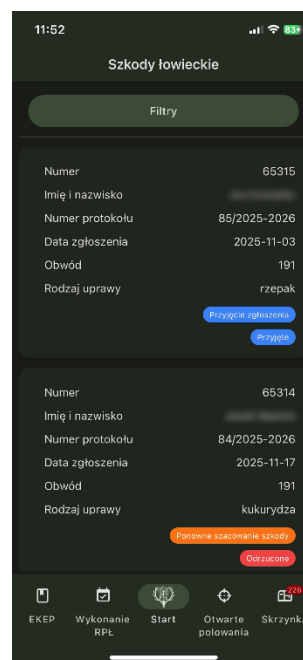 11:52
83
Szkody łowieckie
Filtry
Numer 65315
Imię i nazwisko
Numer protokołu 85/2025-2026
Data zgłoszenia 2025-11-03
Obwód 191
Rodzaj uprawy rzepak
Przyjęcie zgłoszenia
Przyjęte
Numer 65314
Imię i nazwisko
Numer protokołu 84/2025-2026
Data zgłoszenia 2025-11-17
Obwód 191
Rodzaj uprawy kukurydza
Ponowne szacowanie szkody
Odrzucone
226
EKEP Wykonanie Start Otwarte Skrzynk
RPŁ polowania